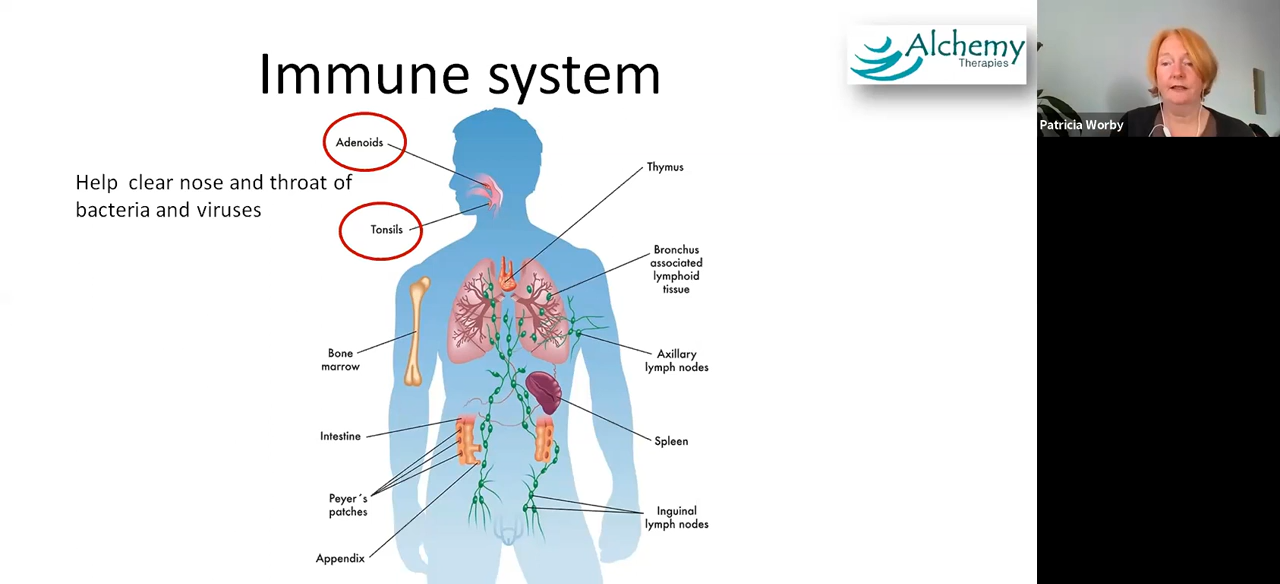 Immune system
Alchemy
Therapies
Patricia Worby
Adenoids
Help  clear nose and throat of
bacteria and viruses
Tonsils
Thymus
Bronchus
associated
lymphoid
tissue
Bone
marrow
Axillary
lymph nodes
Intestine
Spleen
Peyer´s
patches
Inguinal
lymph nodes
Appendix